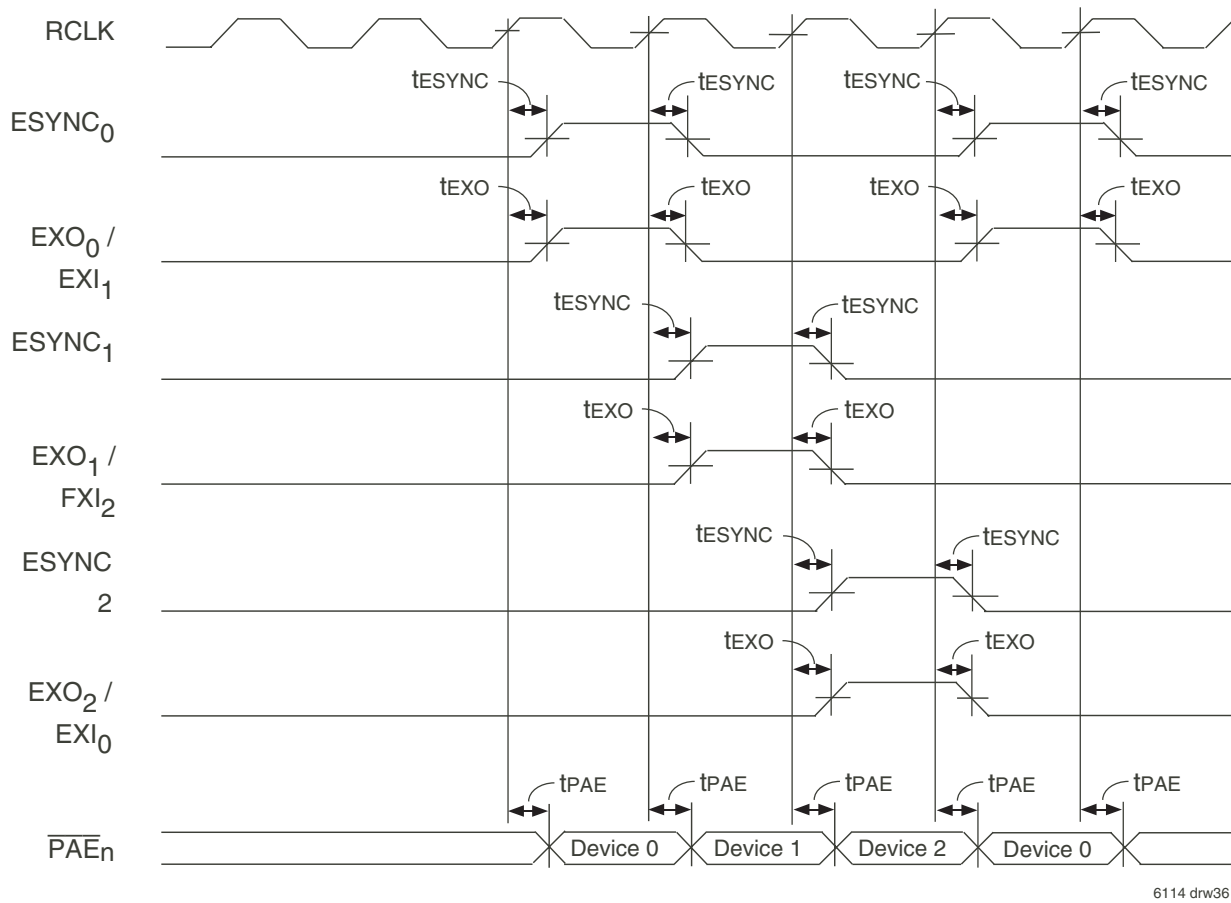 RCLK
tESYNC tESYNC tESYNC tESYNC
ESYNC0
tEXO tEXO tEXO tEXO
EXO0 /
EXI1
tESYNC tESYNC
ESYNC1
tEXO tEXO
EXO1 /
FXI2
tESYNC tESYNC
ESYNC
2
tEXO tEXO
EXO2 /
EXI0
tPAE tPAE tPAE tPAE tPAE
PAEn Device 0 Device 1 Device 2 Device 0
6114 drw36